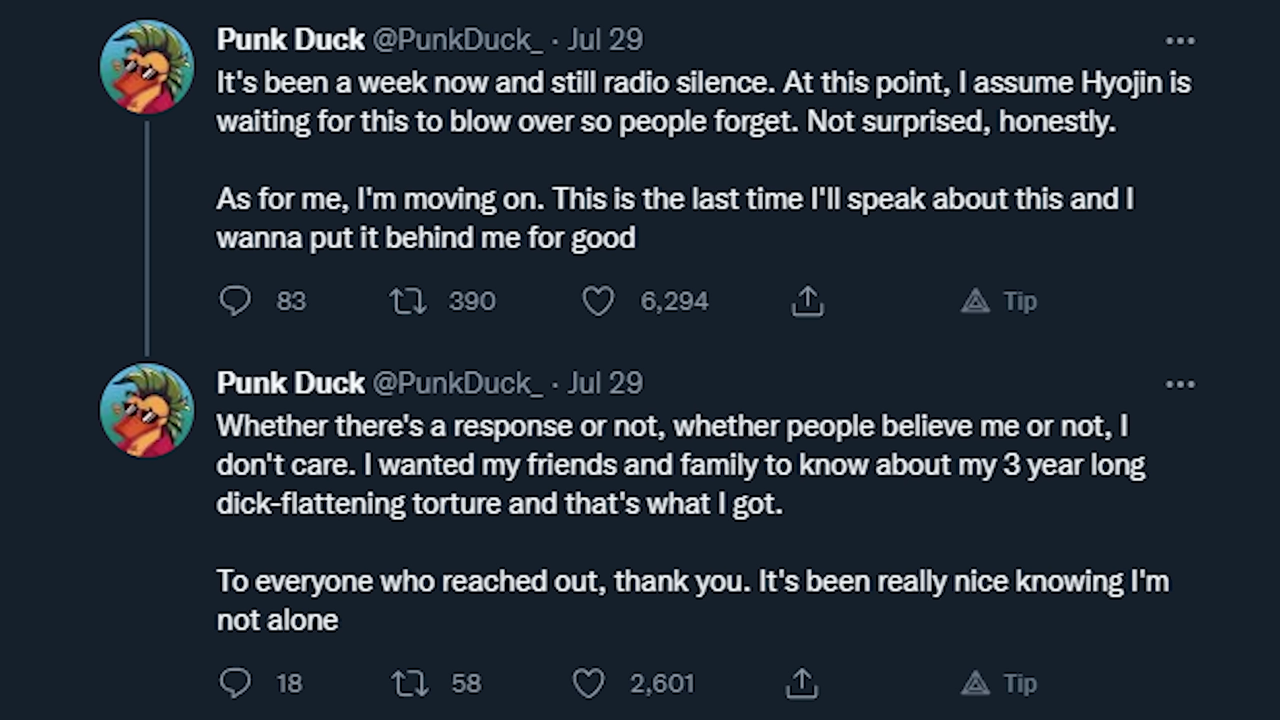 Punk Duck @PunkDuck_ · Jul 29
It's been a week now and still radio silence. At this point, I assume Hyojin is
waiting for this to blow over so people forget. Not surprised, honestly.
As for me, I'm moving on. This is the last time I'll speak about this and I
wanna put it behind me for good
83 390 6,294 Tip
Punk Duck @PunkDuck_ · Jul 29
Whether there's a response or not, whether people believe me or not, I
don't care. I wanted my friends and family to know about my 3 year long
dick-flattening torture and that's what I got.
To everyone who reached out, thank you. It's been really nice knowing I'm
not alone
18 58 2,601 Tip